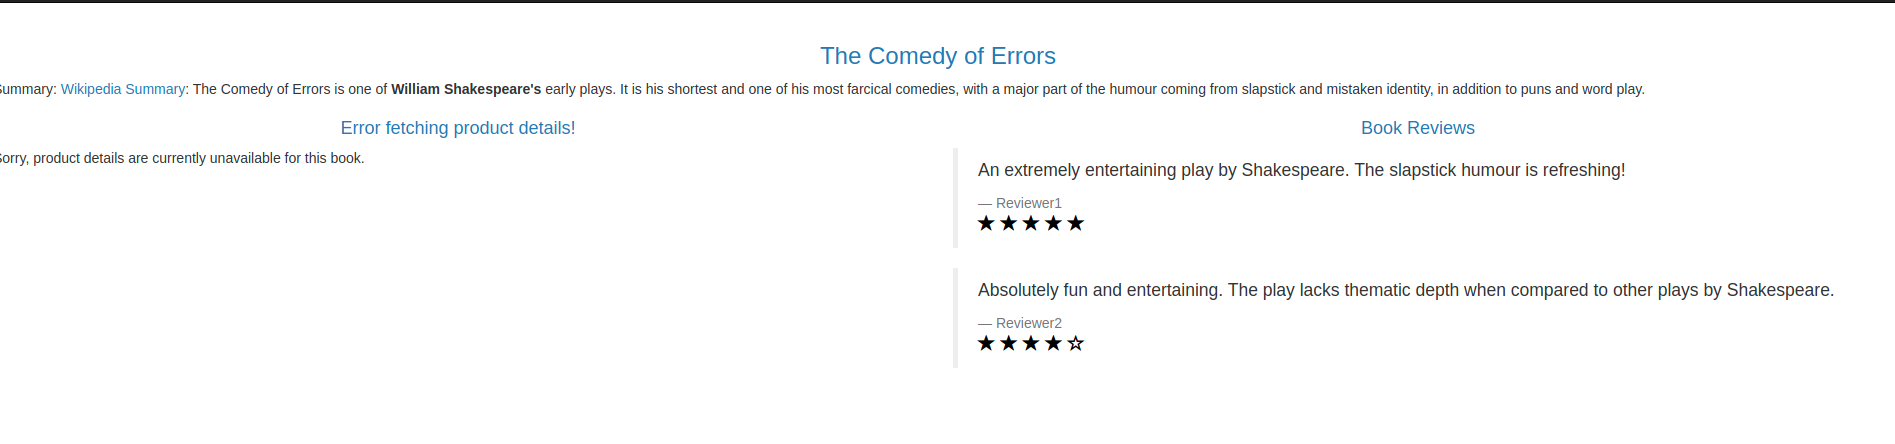 The Comedy of Errors
Summary: Wikipedia Summary: The Comedy of Errors is one of William Shakespeare's early plays. It is his shortest and one of his most farcical comedies, with a major part of the humour coming from slapstick and mistaken identity, in addition to puns and word play.
Error fetching product details!
Sorry, product details are currently unavailable for this book.
Book Reviews
An extremely entertaining play by Shakespeare. The slapstick humour is refreshing!
— Reviewer1
★★★★★
Absolutely fun and entertaining. The play lacks thematic depth when compared to other plays by Shakespeare.
— Reviewer2
★★★★☆